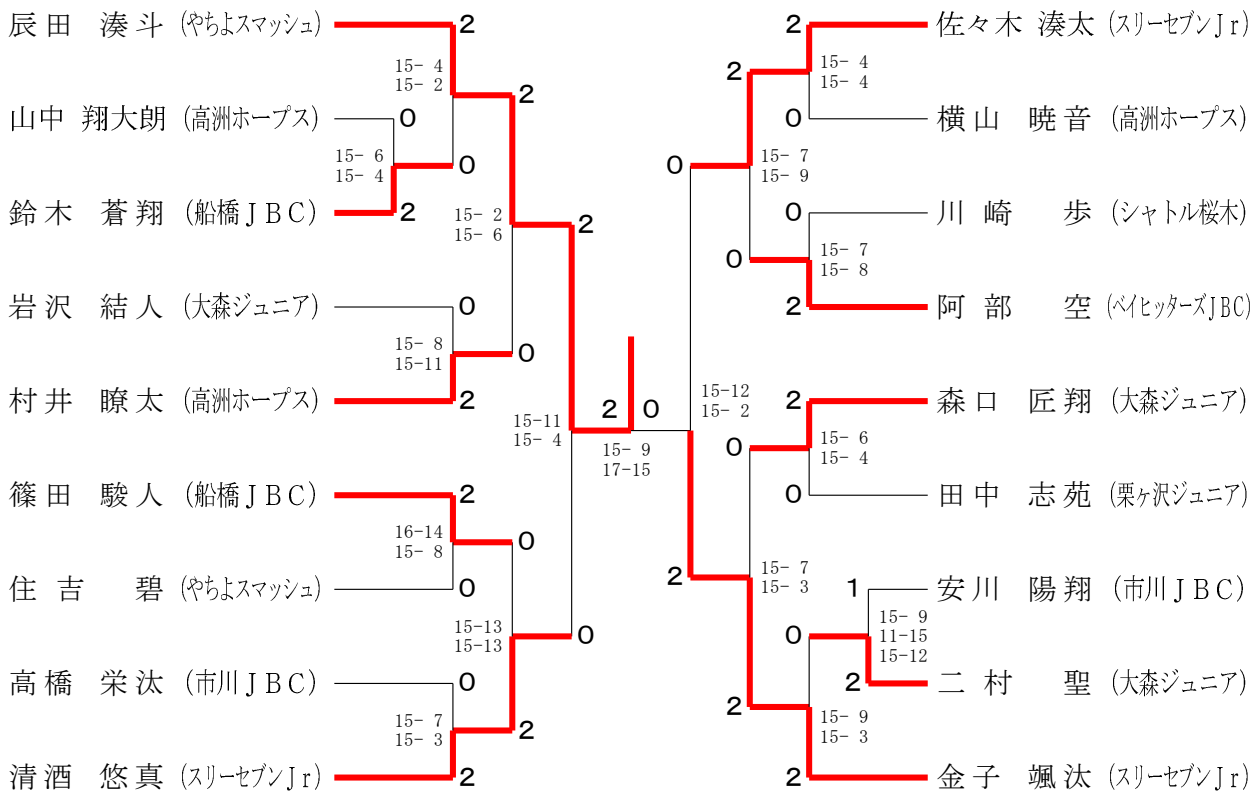 辰田 湊斗 (やちよスマッシュ) 2
15- 4
15- 2
2
山中 翔大朗 (高洲ホープス) 0
15- 6
15- 4
0
鈴木 蒼翔 (船橋JBC) 2
15- 2
15- 6
2
岩沢 結人 (大森ジュニア) 0
15- 8
15-11
0
村井 瞭太 (高洲ホープス) 2
15-11
15- 4
2 0
15- 9
17-15
篠田 駿人 (船橋JBC) 2
16-14
15- 8
0
住吉 碧 (やちよスマッシュ) 0
15-13
15-13
0
高橋 栄汰 (市川JBC) 0
15- 7
15- 3
2
清酒 悠真 (スリーセブンJr) 2
2 佐々木 湊太 (スリーセブンJr)
2
15- 4
15- 4
0 横山 暁音 (高洲ホープス)
0
15- 7
15- 9
0 川崎 歩 (シャトル桜木)
0
15- 7
15- 8
2 阿部 空 (ベイヒッターズJBC)
15-12
15- 2
2 森口 匠翔 (大森ジュニア)
0
15- 6
15- 4
0 田中 志苑 (栗ヶ沢ジュニア)
2
15- 7
15- 3
1 安川 陽翔 (市川JBC)
0
15- 9
11-15
15-12
2 二村 聖 (大森ジュニア)
2
15- 9
15- 3
2 金子 颯汰 (スリーセブンJr)